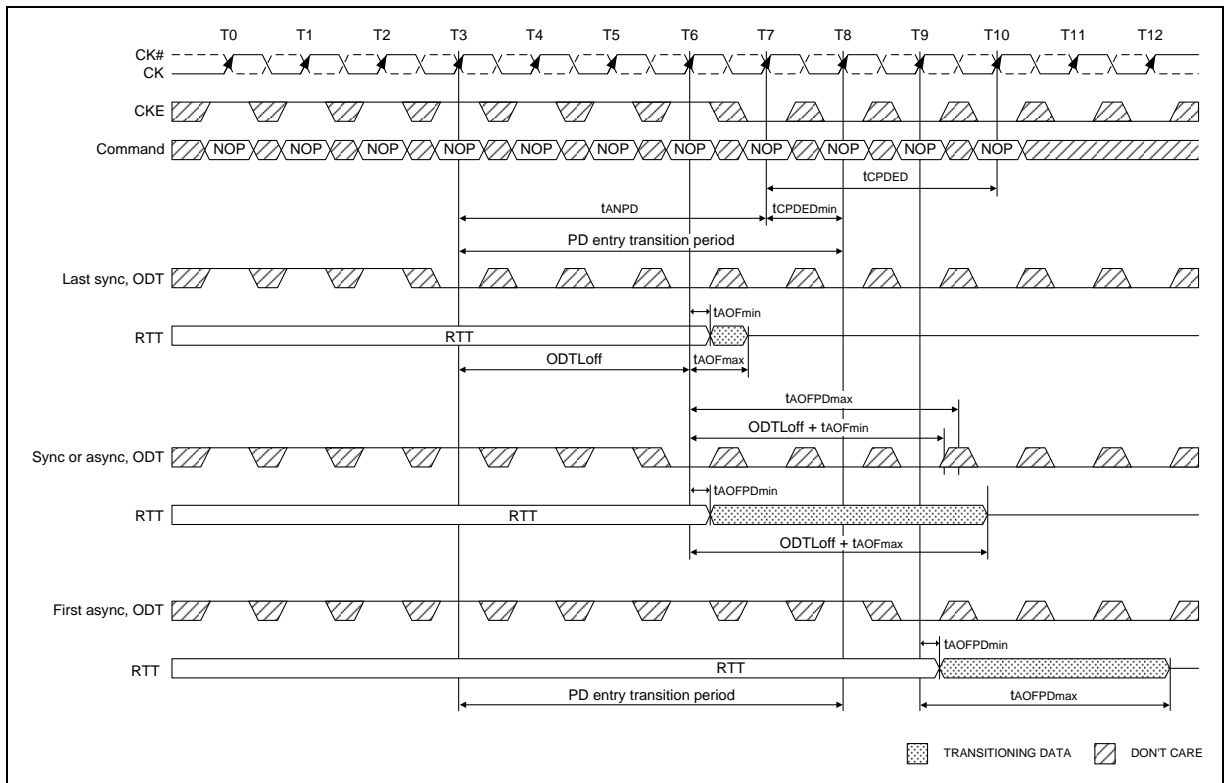 T0 T1 T2 T3 T4 T5 T6 T7 T8 T9 T10 T11 T12
CK#
CK
CKE
Command NOP NOP NOP NOP NOP NOP NOP NOP NOP NOP NOP
tCPDED
tANPD tCPDEDmin
PD entry transition period
Last sync, ODT
tAOFmin
RTT RTT
ODTLoff tAOFmax
tAOFPDmax
ODTLoff + tAOFmin
Sync or async, ODT
tAOFPDmin
RTT RTT
ODTLoff + tAOFmax
First async, ODT
tAOFPDmin
RTT RTT
PD entry transition period tAOFPDmax
TRANSITIONING DATA DON'T CARE